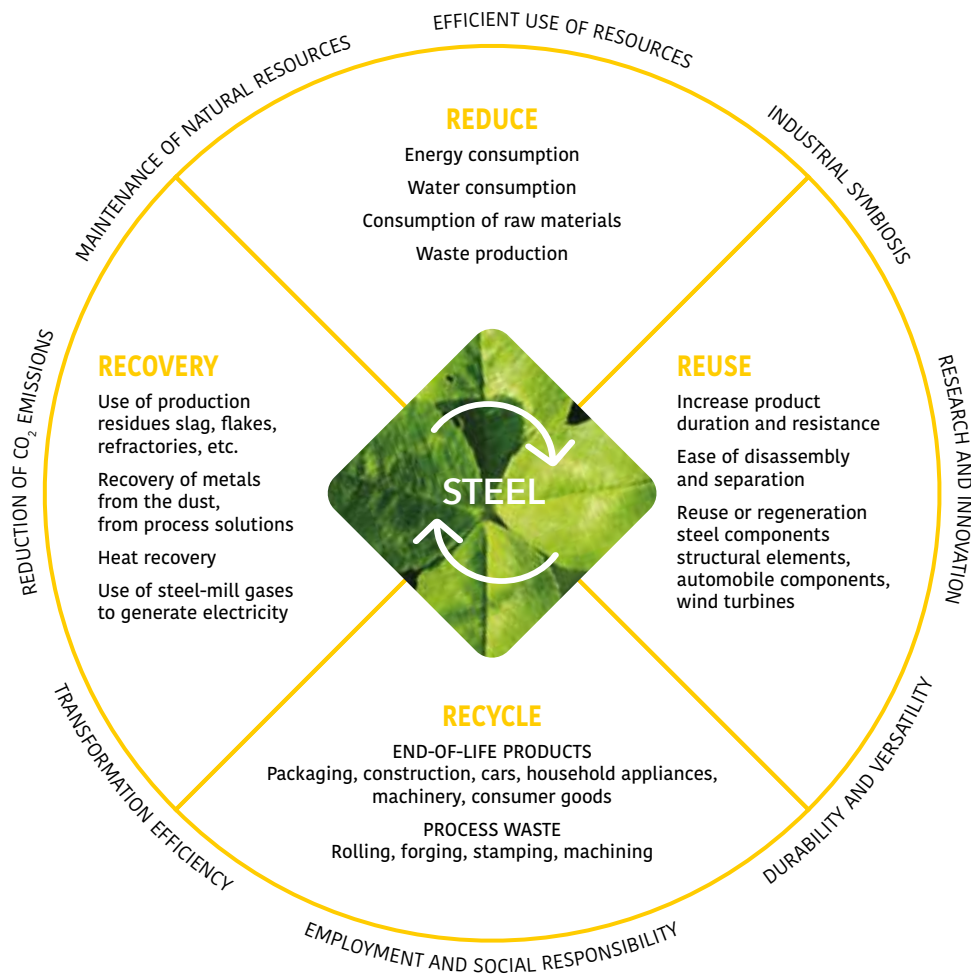 EFFICIENT USE OF RESOURCES
INDUSTRIAL SYMBIOSIS
RESEARCH AND INNOVATION
DURABILITY AND VERSATILITY
EMPLOYMENT AND SOCIAL RESPONSIBILITY
TRANSFORMATION EFFICIENCY
REDUCTION OF CO₂ EMISSIONS
MAINTENANCE OF NATURAL RESOURCES
REDUCE
Energy consumption
Water consumption
Consumption of raw materials
Waste production
REUSE
Increase product
duration and resistance
Ease of disassembly
and separation
Reuse or regeneration
steel components
structural elements,
automobile components,
wind turbines
RECYCLE
END-OF-LIFE PRODUCTS
Packaging, construction, cars, household appliances,
machinery, consumer goods
PROCESS WASTE
Rolling, forging, stamping, machining
RECOVERY
Use of production
residues slag, flakes,
refractories, etc.
Recovery of metals
from the dust,
from process solutions
Heat recovery
Use of steel-mill gases
to generate electricity
STEEL